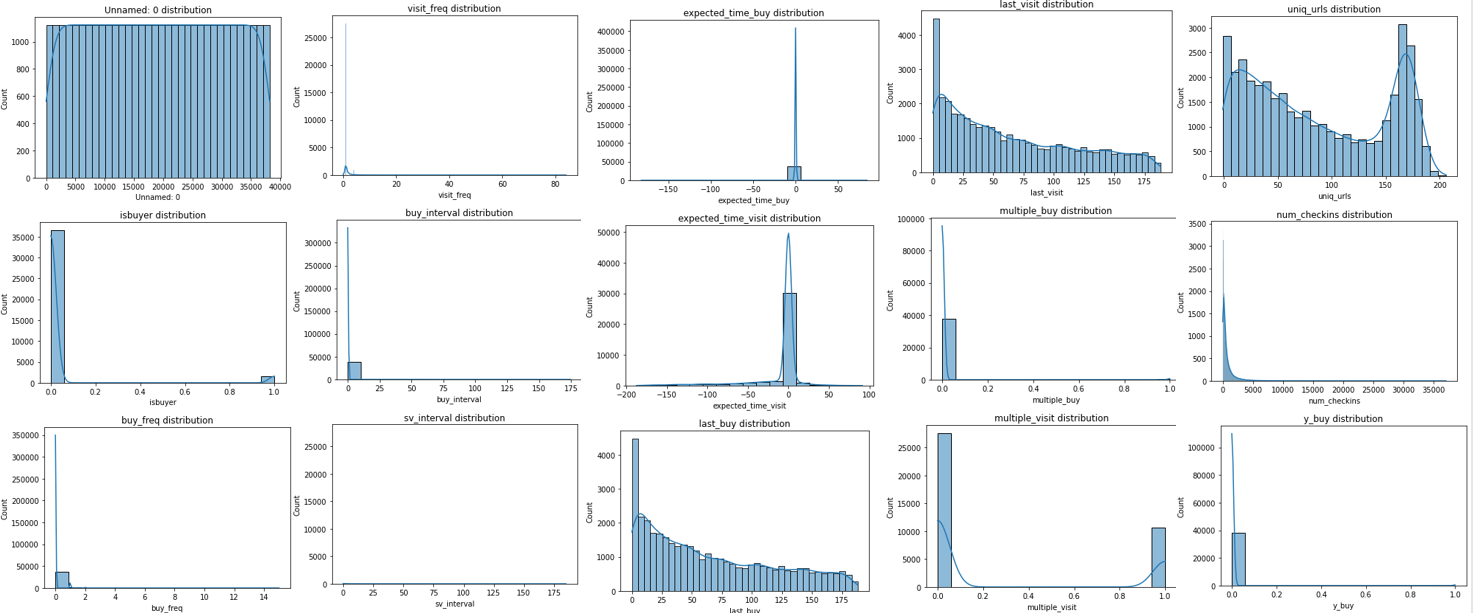 Unnamed: 0 distribution
Count
1000
800
600
400
200
0
0 5000 10000 15000 20000 25000 30000 35000 40000
Unnamed: 0
visit_freq distribution
Count
25000
20000
15000
10000
5000
0
0 20 40 60 80
visit_freq
expected_time_buy distribution
Count
400000
350000
300000
250000
200000
150000
100000
50000
0
−150 −100 −50 0 50
expected_time_buy
last_visit distribution
Count
4000
3000
2000
1000
0
0 25 50 75 100 125 150 175
last_visit
uniq_urls distribution
Count
3000
2500
2000
1500
1000
500
0
0 50 100 150 200
uniq_urls
isbuyer distribution
Count
35000
30000
25000
20000
15000
10000
5000
0
0.0 0.2 0.4 0.6 0.8 1.0
isbuyer
buy_interval distribution
Count
300000
250000
200000
150000
100000
50000
0
0 25 50 75 100 125 150 175
buy_interval
expected_time_visit distribution
Count
50000
40000
30000
20000
10000
0
−200 −150 −100 −50 0 50 100
expected_time_visit
multiple_buy distribution
Count
100000
80000
60000
40000
20000
0
0.0 0.2 0.4 0.6 0.8 1.0
multiple_buy
num_checkins distribution
Count
3500
3000
2500
2000
1500
1000
500
0
0 5000 10000 15000 20000 25000 30000 35000
num_checkins
buy_freq distribution
Count
350000
300000
250000
200000
150000
100000
50000
0
0 2 4 6 8 10 12 14
buy_freq
sv_interval distribution
Count
25000
20000
15000
10000
5000
0
0 25 50 75 100 125 150 175
sv_interval
last_buy distribution
Count
4000
3000
2000
1000
0
0 25 50 75 100 125 150 175
last_buy
multiple_visit distribution
Count
25000
20000
15000
10000
5000
0
0.0 0.2 0.4 0.6 0.8 1.0
multiple_visit
y_buy distribution
Count
100000
80000
60000
40000
20000
0
0.0 0.2 0.4 0.6 0.8 1.0
y_buy